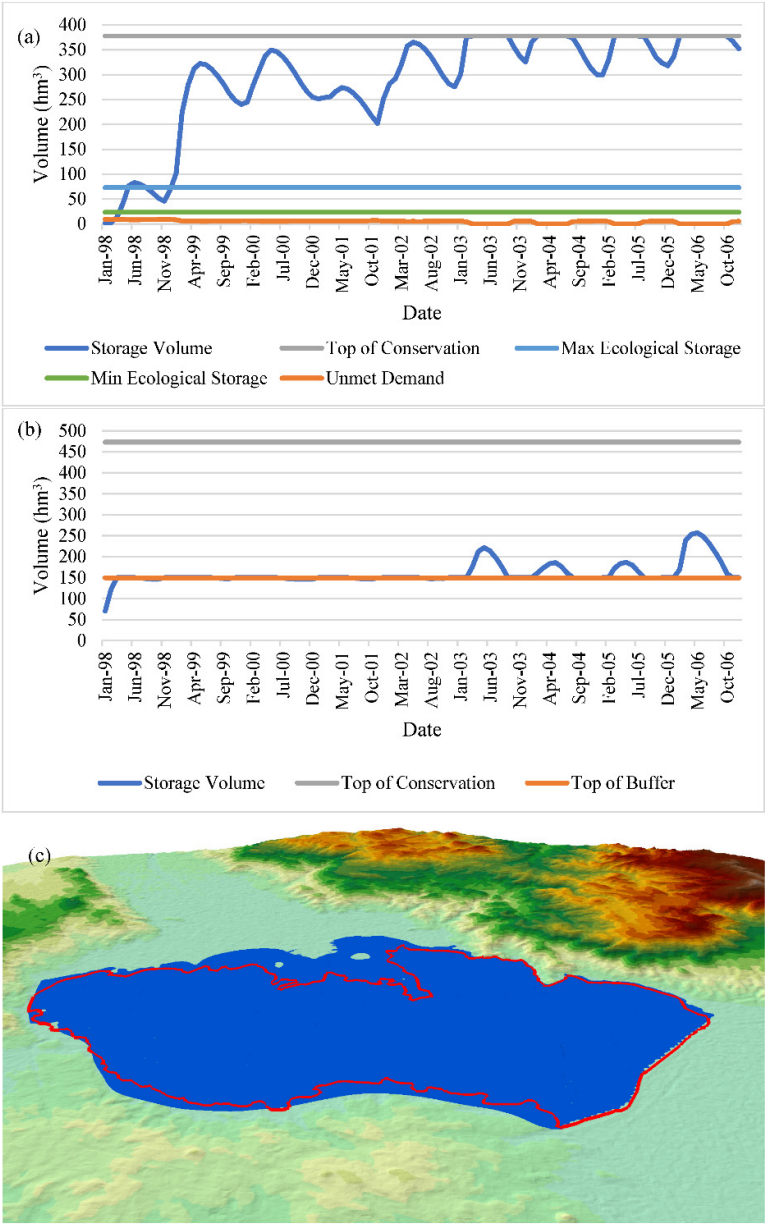 (a)
Volume (hm³)
400
350
300
250
200
150
100
50
0
Jan-98
Jun-98
Nov-98
Apr-99
Sep-99
Feb-00
Jul-00
Dec-00
May-01
Oct-01
Mar-02
Aug-02
Jan-03
Jun-03
Nov-03
Apr-04
Sep-04
Feb-05
Jul-05
Dec-05
May-06
Oct-06
Date
Storage Volume
Top of Conservation
Max Ecological Storage
Min Ecological Storage
Unmet Demand
(b)
Volume (hm³)
500
450
400
350
300
250
200
150
100
50
0
Jan-98
Jun-98
Nov-98
Apr-99
Sep-99
Feb-00
Jul-00
Dec-00
May-01
Oct-01
Mar-02
Aug-02
Jan-03
Jun-03
Nov-03
Apr-04
Sep-04
Feb-05
Jul-05
Dec-05
May-06
Oct-06
Date
Storage Volume
Top of Conservation
Top of Buffer
(c)